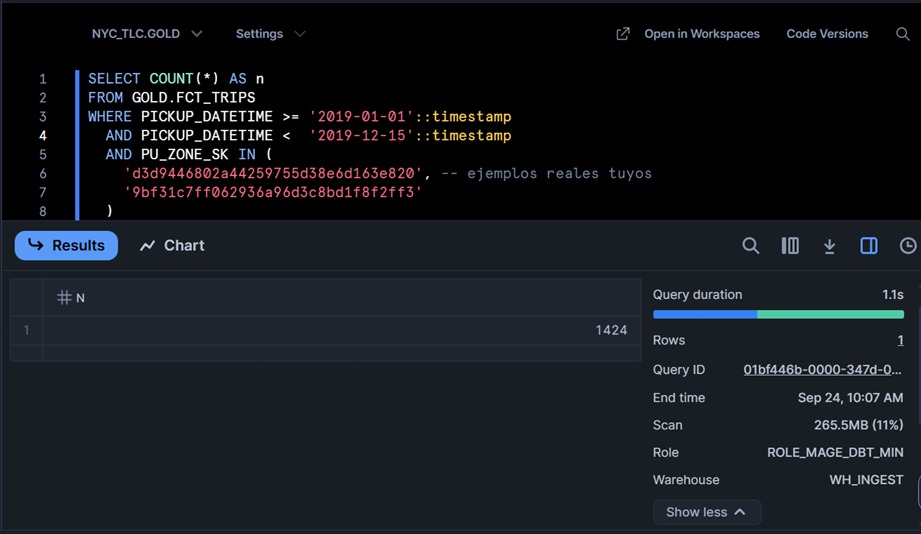 NYC_TLC.GOLD Settings Open in Workspaces Code Versions
1 SELECT COUNT(*) AS n
2 FROM GOLD.FCT_TRIPS
3 WHERE PICKUP_DATETIME >= '2019-01-01'::timestamp
4 AND PICKUP_DATETIME < '2019-12-15'::timestamp
5 AND PU_ZONE_SK IN (
6 'd3d9446802a44259755d38e6d163e820', -- ejemplos reales tuyos
7 '9bf31c7ff062936a96d3c8bd1f8f2ff3'
8 )
Results Chart
# N
1 1424
Query duration 1.1s
Rows 1
Query ID 01bf446b-0000-347d-0...
End time Sep 24, 10:07 AM
Scan 265.5MB (11%)
Role ROLE_MAGE_DBT_MIN
Warehouse WH_INGEST
Show less